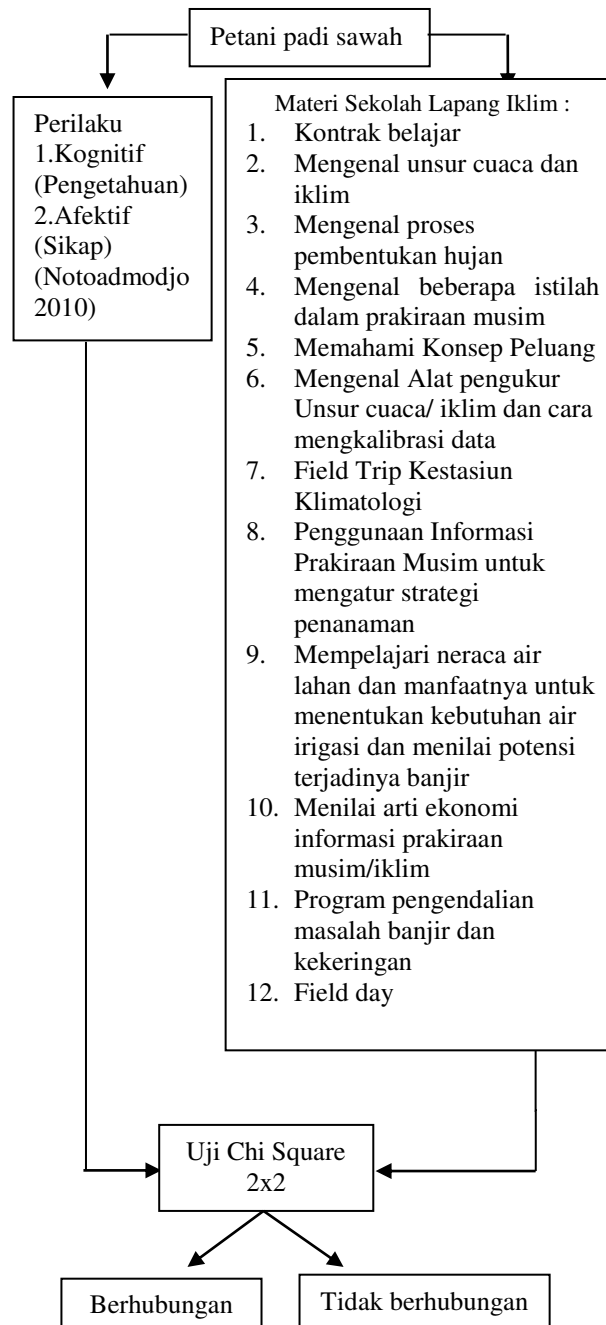 Petani padi sawah
Perilaku
1.Kognitif
(Pengetahuan)
2.Afektif
(Sikap)
(Notoadmodjo
2010)
Materi Sekolah Lapang Iklim :
1. Kontrak belajar
2. Mengenal unsur cuaca dan
iklim
3. Mengenal proses
pembentukan hujan
4. Mengenal beberapa istilah
dalam prakiraan musim
5. Memahami Konsep Peluang
6. Mengenal Alat pengukur
Unsur cuaca/ iklim dan cara
mengkalibrasi data
7. Field Trip Kestasiun
Klimatologi
8. Penggunaan Informasi
Prakiraan Musim untuk
mengatur strategi
penanaman
9. Mempelajari neraca air
lahan dan manfaatnya untuk
menentukan kebutuhan air
irigasi dan menilai potensi
terjadinya banjir
10. Menilai arti ekonomi
informasi prakiraan
musim/iklim
11. Program pengendalian
masalah banjir dan
kekeringan
12. Field day
Uji Chi Square
2x2
Berhubungan
Tidak berhubungan